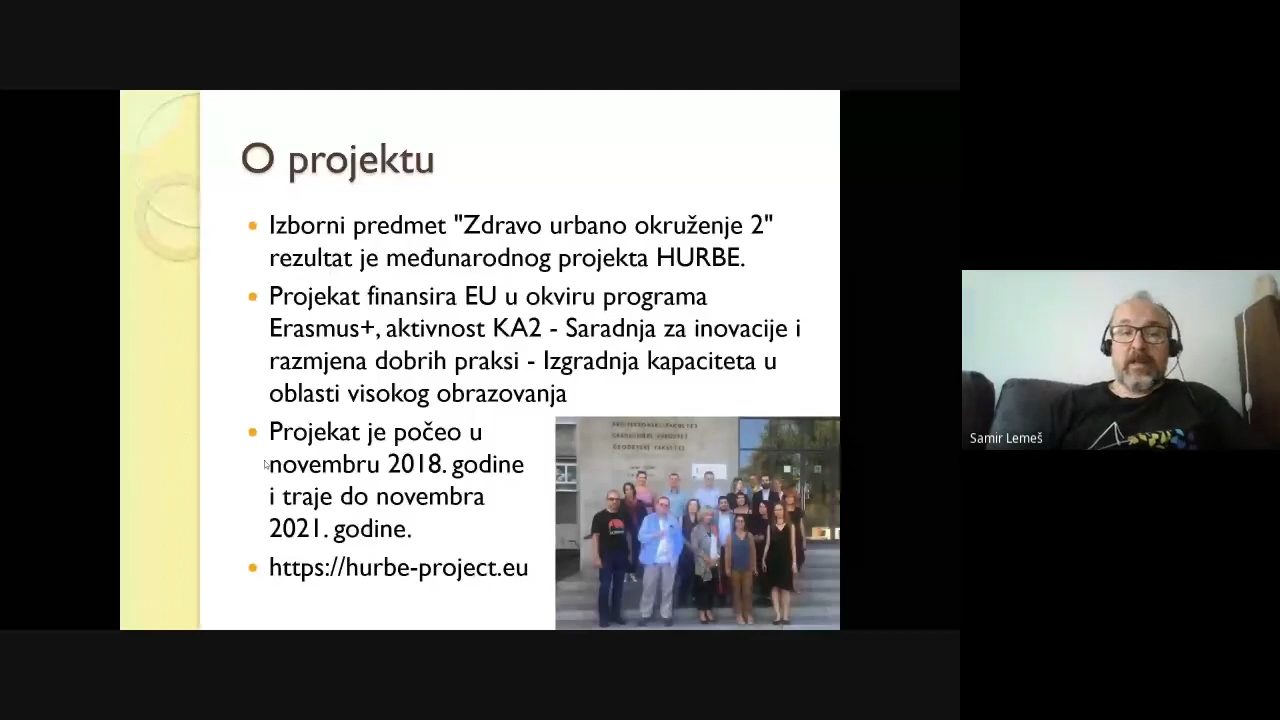 O projektu
Izborni predmet "Zdravo urbano okruženje 2"
rezultat je međunarodnog projekta HURBE.
Projekat finansira EU u okviru programa
Erasmus+, aktivnost KA2 - Saradnja za inovacije i
razmjena dobrih praksi - Izgradnja kapaciteta u
oblasti visokog obrazovanja
Projekat je počeo u
novembru 2018. godine
i traje do novembra
2021. godine.
https://hurbe-project.eu
Samir Lemeš